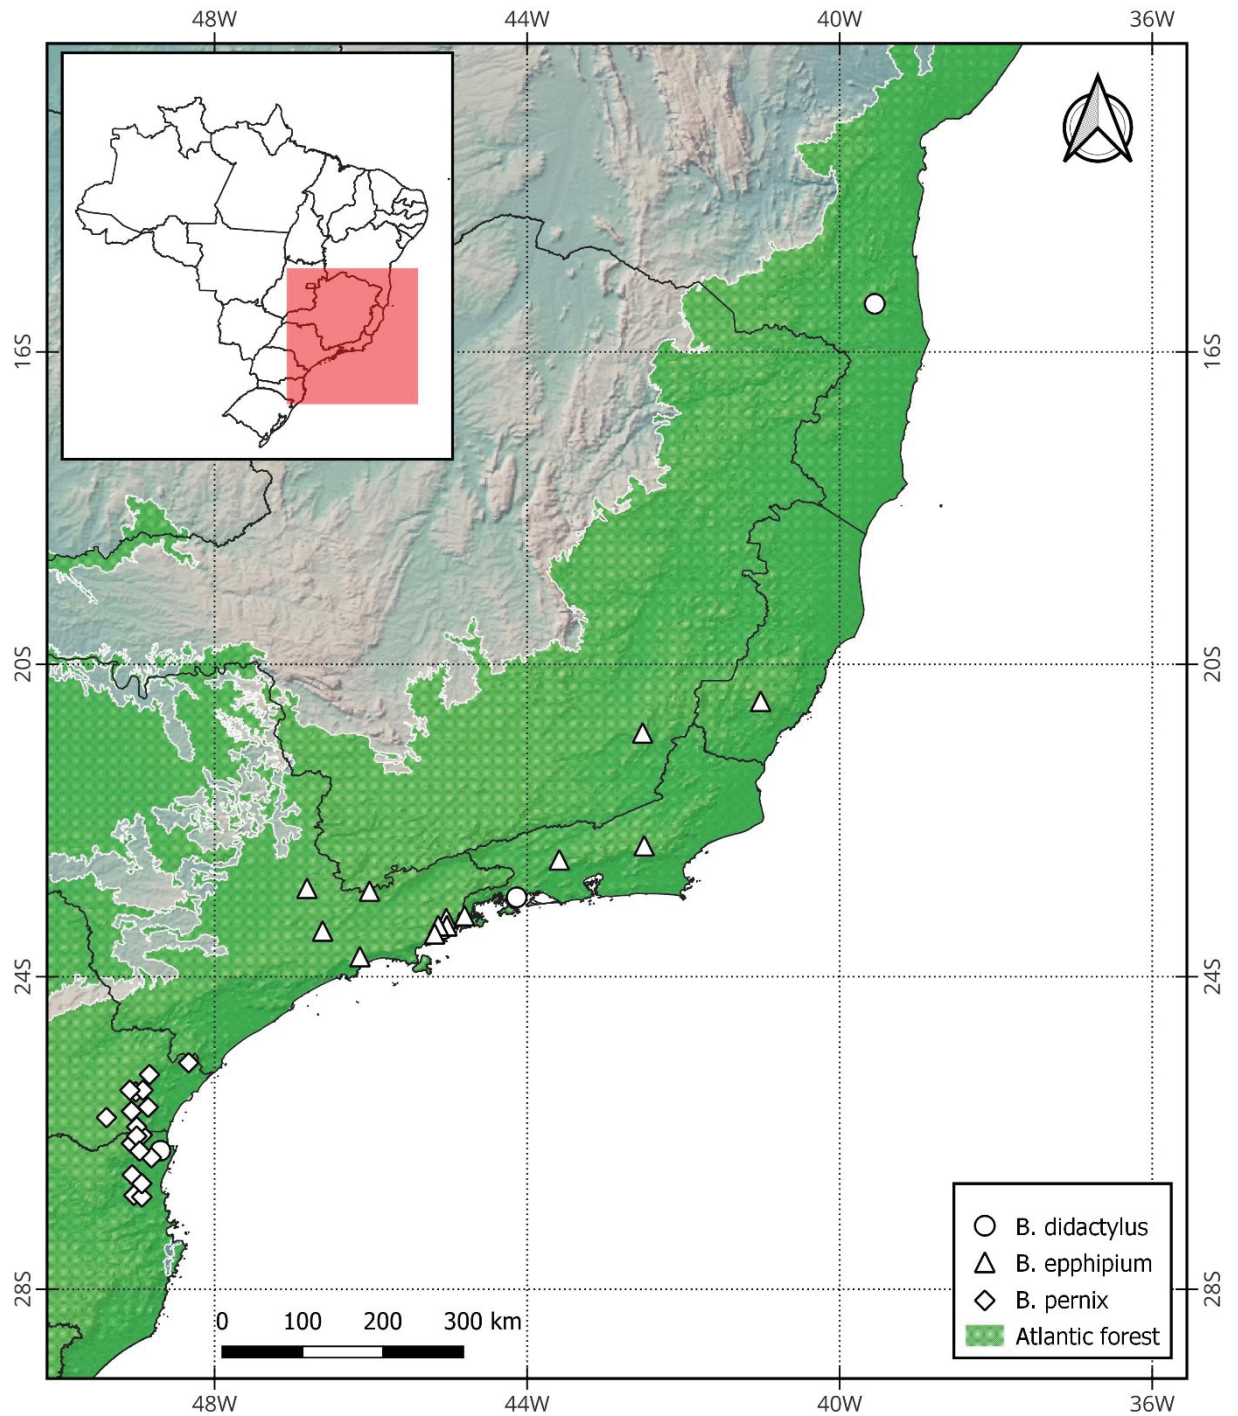 48W 44W 40W 36W
16S 16S
20S 20S
24S 24S
28S 28S
B. didactylus
B. epphipium
B. pernix
Atlantic forest
0 100 200 300 km
48W 44W 40W 36W